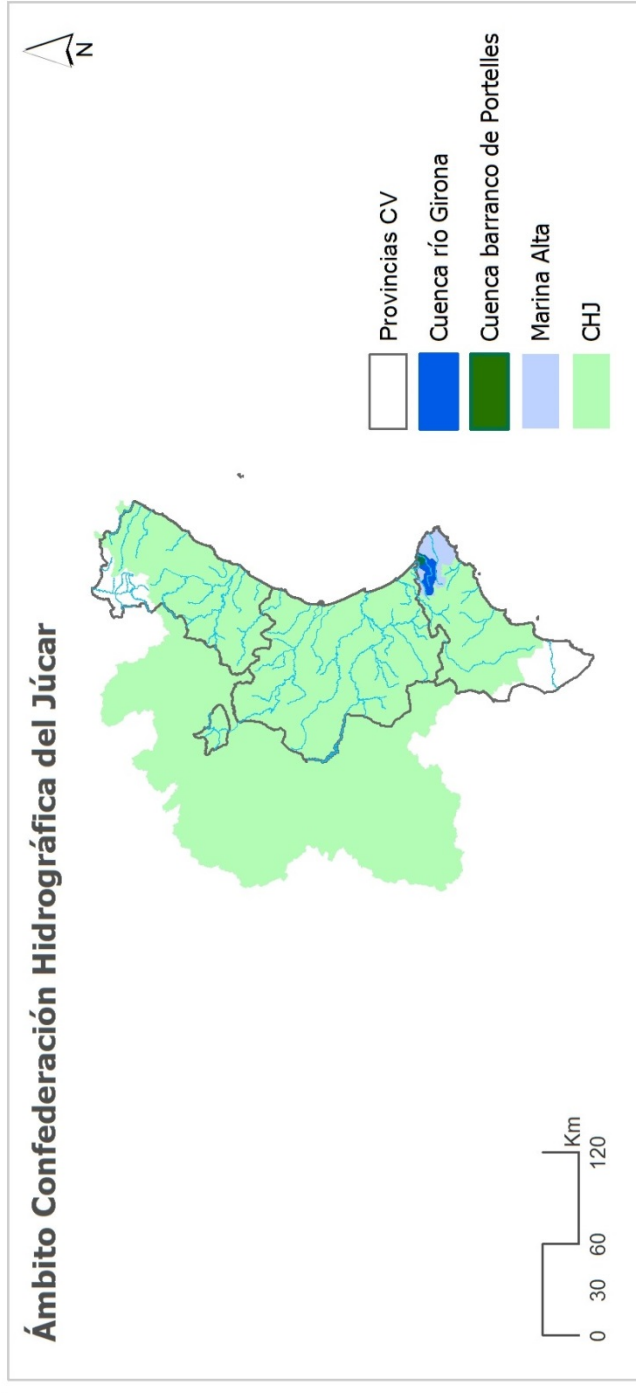 Ámbito Confederación Hidrográfica del Júcar
N
Provincias CV
Cuenca río Girona
Cuenca barranco de Portelles
Marina Alta
CHJ
Km
0 30 60 120